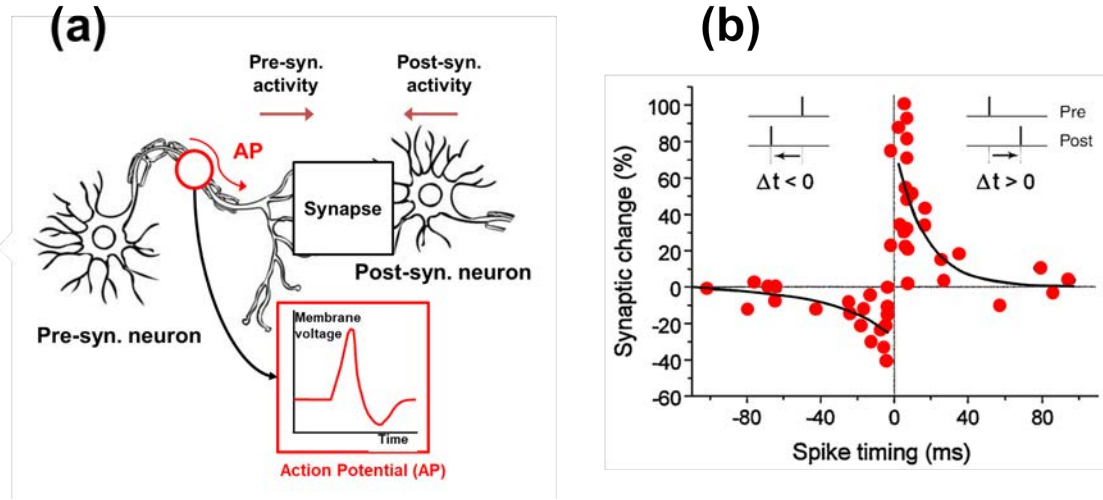 (a)
Pre-syn.
activity
Post-syn.
activity
AP
Synapse
Post-syn. neuron
Pre-syn. neuron
Membrane
voltage
Time
Action Potential (AP)
(b)
Synaptic change (%)
100
80
60
40
20
0
-20
-40
-60
Pre
Post
Δt < 0
Δt > 0
-80
-40
0
40
80
Spike timing (ms)